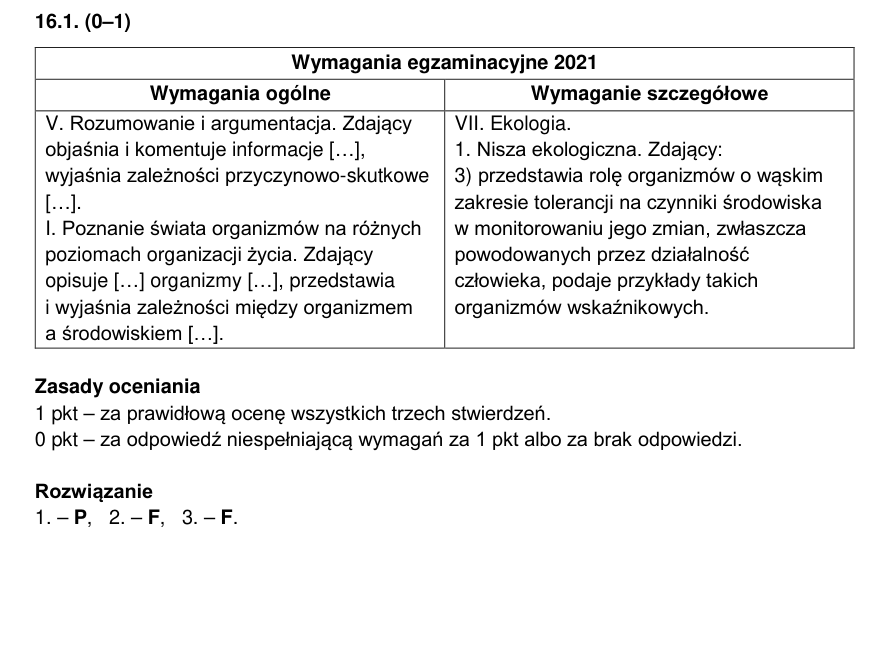 16.1. (0–1)
Wymagania egzaminacyjne 2021
Wymagania ogólne
Wymaganie szczegółowe
V. Rozumowanie i argumentacja. Zdający
objaśnia i komentuje informacje […],
wyjaśnia zależności przyczynowo-skutkowe
[…].
I. Poznanie świata organizmów na różnych
poziomach organizacji życia. Zdający
opisuje […] organizmy […], przedstawia
i wyjaśnia zależności między organizmem
a środowiskiem […].
VII. Ekologia.
1. Nisza ekologiczna. Zdający:
3) przedstawia rolę organizmów o wąskim
zakresie tolerancji na czynniki środowiska
w monitorowaniu jego zmian, zwłaszcza
powodowanych przez działalność
człowieka, podaje przykłady takich
organizmów wskaźnikowych.
Zasady oceniania
1 pkt – za prawidłową ocenę wszystkich trzech stwierdzeń.
0 pkt – za odpowiedź niespełniającą wymagań za 1 pkt albo za brak odpowiedzi.
Rozwiązanie
1. – P, 2. – F, 3. – F.